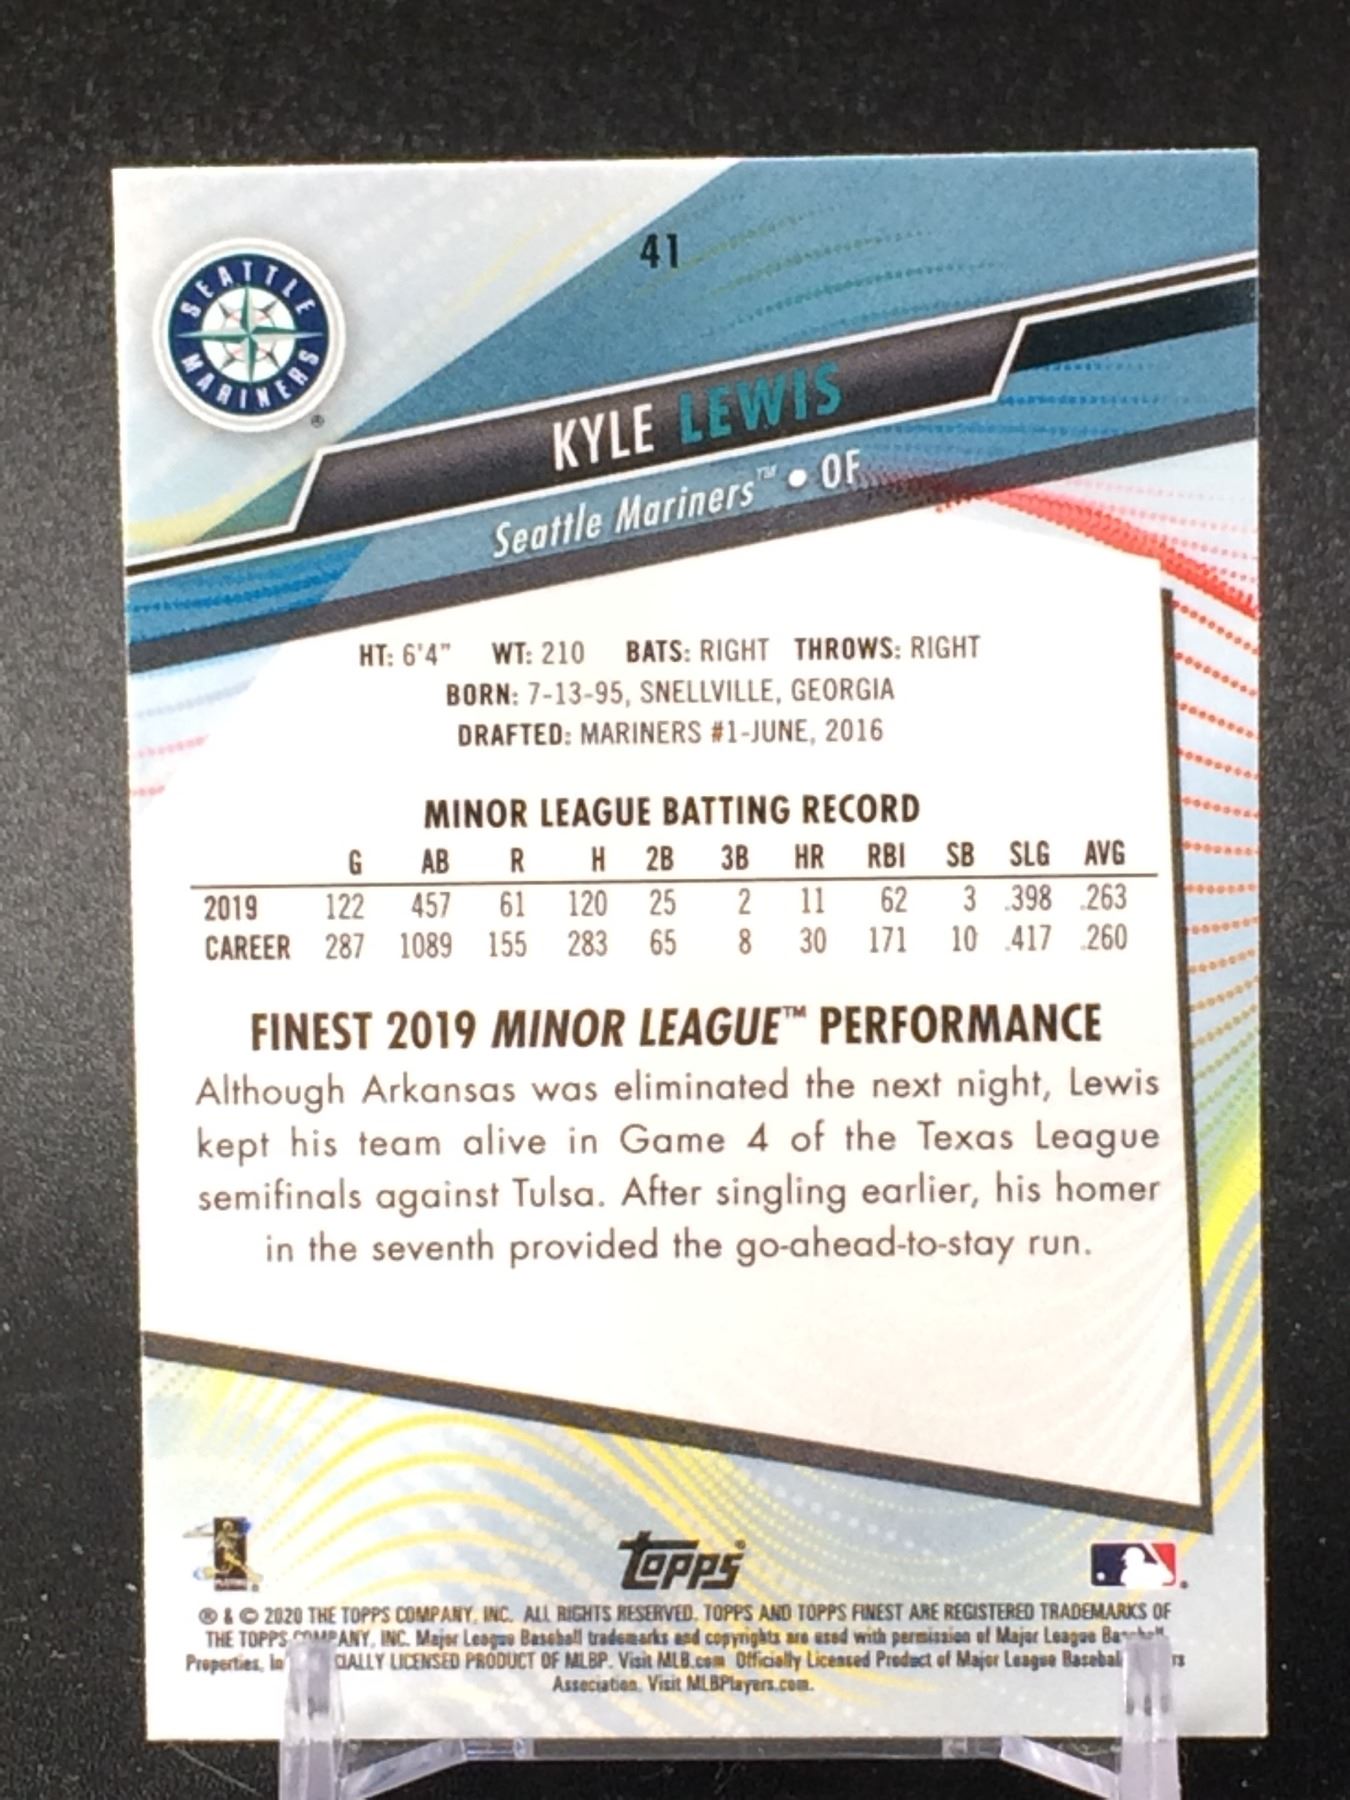 41
SEATTLE
MARINERS
®
KYLE LEWIS
Seattle Mariners™ • OF
HT: 6'4" WT: 210 BATS: RIGHT THROWS: RIGHT
BORN: 7-13-95, SNELLVILLE, GEORGIA
DRAFTED: MARINERS #1-JUNE, 2016
MINOR LEAGUE BATTING RECORD
G AB R H 2B 3B HR RBI SB SLG AVG
2019 122 457 61 120 25 2 11 62 3 .398 .263
CAREER 287 1089 155 283 65 8 30 171 10 .417 .260
FINEST 2019 MINOR LEAGUE™ PERFORMANCE
Although Arkansas was eliminated the next night, Lewis
kept his team alive in Game 4 of the Texas League
semifinals against Tulsa. After singling earlier, his homer
in the seventh provided the go-ahead-to-stay run.
topps
® & © 2020 THE TOPPS COMPANY, INC. ALL RIGHTS RESERVED. TOPPS AND TOPPS FINEST ARE REGISTERED TRADEMARKS OF
THE TOPPS COMPANY, INC. Major League Baseball trademarks and copyrights are used with permission of Major League Baseball
Properties, LICENSED PRODUCT OF MLBP. Visit MLB.com Officially Licensed Product of Major League Baseball
Association. Visit MLBPlayers.com.